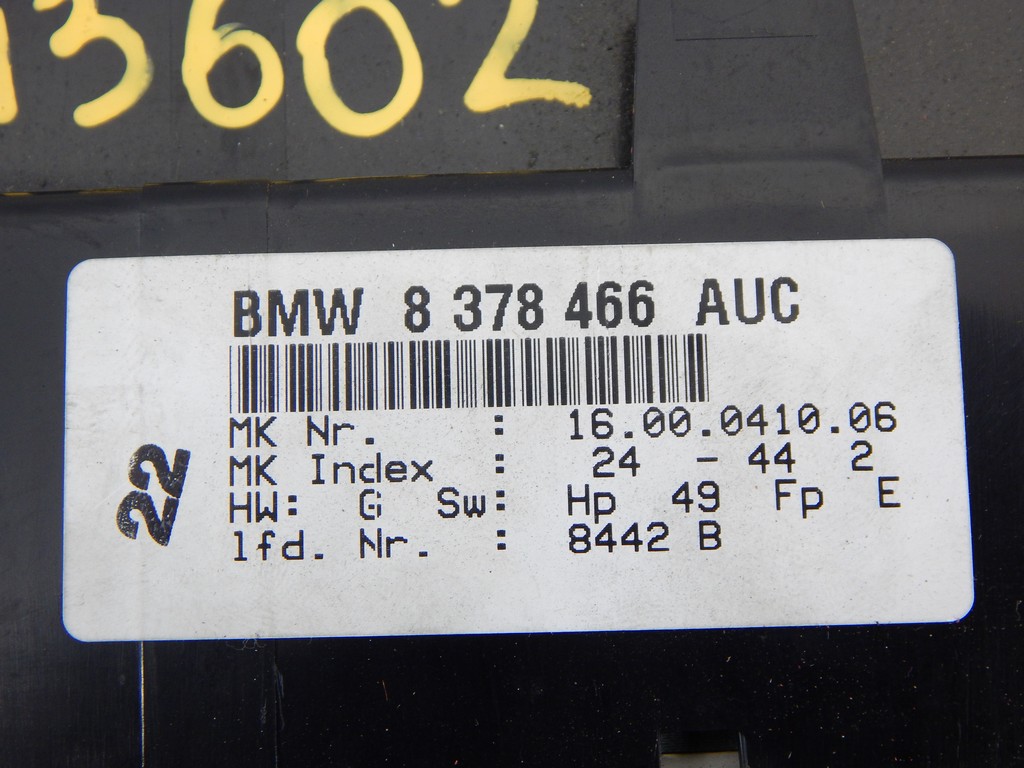 13602
BMW 8 378 466 AUC
MK Nr. : 16.00.0410.06
MK Index : 24 - 44 2
HW: G Sw: Hp 49 Fp E
lfd. Nr. : 8442 B
22